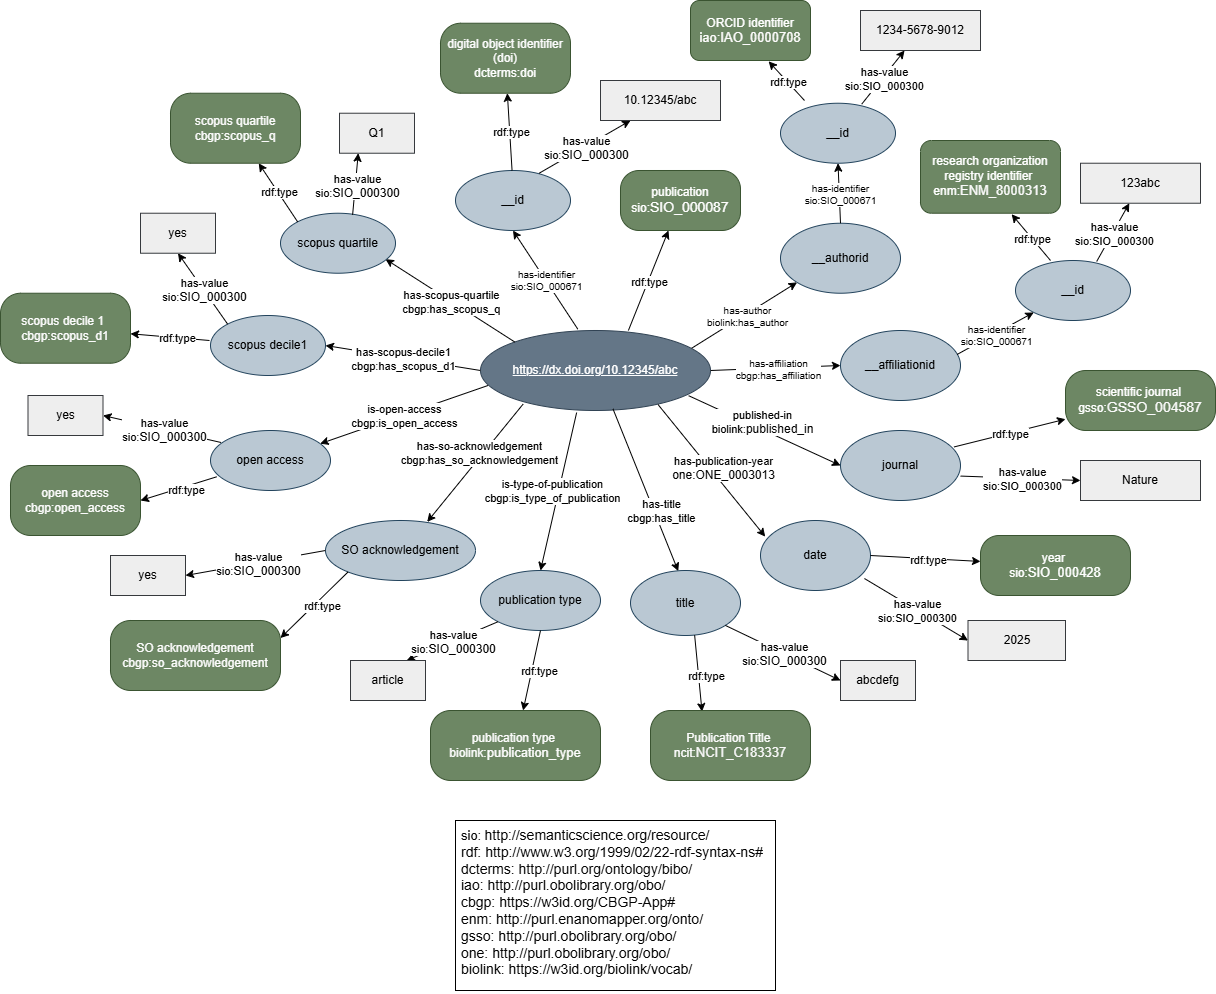 ORCID identifier
iao:IAO_0000708
1234-5678-9012
has-value
sio:SIO_000300
rdf:type
__id
has-identifier
sio:SIO_000671
__authorid
has-author
biolink:has_author
digital object identifier
(doi)
dcterms:doi
10.12345/abc
has-value
sio:SIO_000300
rdf:type
__id
has-identifier
sio:SIO_000671
scopus quartile
cbgp:scopus_q
Q1
has-value
sio:SIO_000300
rdf:type
scopus quartile
has-scopus-quartile
cbgp:has_scopus_q
publication
sio:SIO_000087
rdf:type
research organization
registry identifier
enm:ENM_8000313
123abc
has-value
sio:SIO_000300
rdf:type
__id
has-identifier
sio:SIO_000671
__affiliationid
has-affiliation
cbgp:has_affiliation
yes
has-value
sio:SIO_000300
scopus decile 1
cbgp:scopus_d1
rdf:type
scopus decile1
has-scopus-decile1
cbgp:has_scopus_d1
https://dx.doi.org/10.12345/abc
yes
has-value
sio:SIO_000300
open access
cbgp:open_access
rdf:type
open access
is-open-access
cbgp:is_open_access
published-in
biolink:published_in
journal
scientific journal
gsso:GSSO_004587
rdf:type
has-value
sio:SIO_000300
Nature
has-so-acknowledgement
cbgp:has_so_acknowledgement
SO acknowledgement
yes
has-value
sio:SIO_000300
rdf:type
SO acknowledgement
cbgp:so_acknowledgement
is-type-of-publication
cbgp:is_type_of_publication
publication type
has-value
sio:SIO_000300
article
rdf:type
publication type
biolink:publication_type
has-title
cbgp:has_title
title
has-value
sio:SIO_000300
abcdefg
rdf:type
Publication Title
ncit:NCIT_C183337
has-publication-year
one:ONE_0003013
date
rdf:type
year
sio:SIO_000428
has-value
sio:SIO_000300
2025
sio: http://semanticscience.org/resource/
rdf: http://www.w3.org/1999/02/22-rdf-syntax-ns#
dcterms: http://purl.org/ontology/bibo/
iao: http://purl.obolibrary.org/obo/
cbgp: https://w3id.org/CBGP-App#
enm: http://purl.enanomapper.org/onto/
gsso: http://purl.obolibrary.org/obo/
one: http://purl.obolibrary.org/obo/
biolink: https://w3id.org/biolink/vocab/